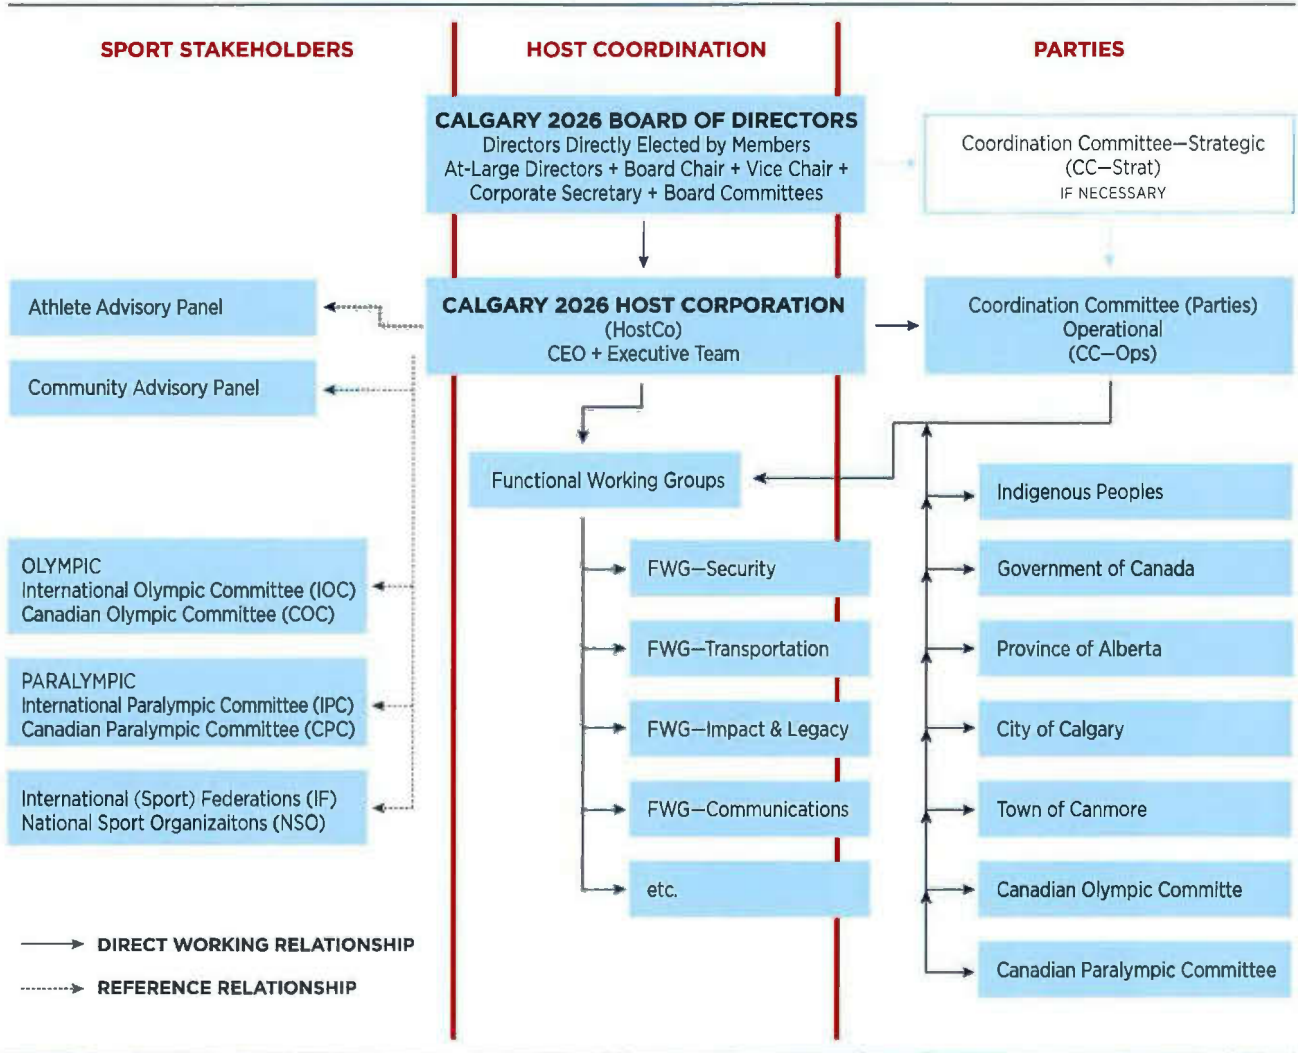 SPORT STAKEHOLDERS
HOST COORDINATION
PARTIES
CALGARY 2026 BOARD OF DIRECTORS
Directors Directly Elected by Members
At-Large Directors + Board Chair + Vice Chair +
Corporate Secretary + Board Committees
Coordination Committee—Strategic
(CC—Strat)
IF NECESSARY
Athlete Advisory Panel
Community Advisory Panel
CALGARY 2026 HOST CORPORATION
(HostCo)
CEO + Executive Team
Coordination Committee (Parties)
Operational
(CC—Ops)
Functional Working Groups
OLYMPIC
International Olympic Committee (IOC)
Canadian Olympic Committee (COC)
PARALYMPIC
International Paralympic Committee (IPC)
Canadian Paralympic Committee (CPC)
International (Sport) Federations (IF)
National Sport Organizaitons (NSO)
FWG—Security
FWG—Transportation
FWG—Impact & Legacy
FWG—Communications
etc.
Indigenous Peoples
Government of Canada
Province of Alberta
City of Calgary
Town of Canmore
Canadian Olympic Committe
Canadian Paralympic Committee
DIRECT WORKING RELATIONSHIP
REFERENCE RELATIONSHIP